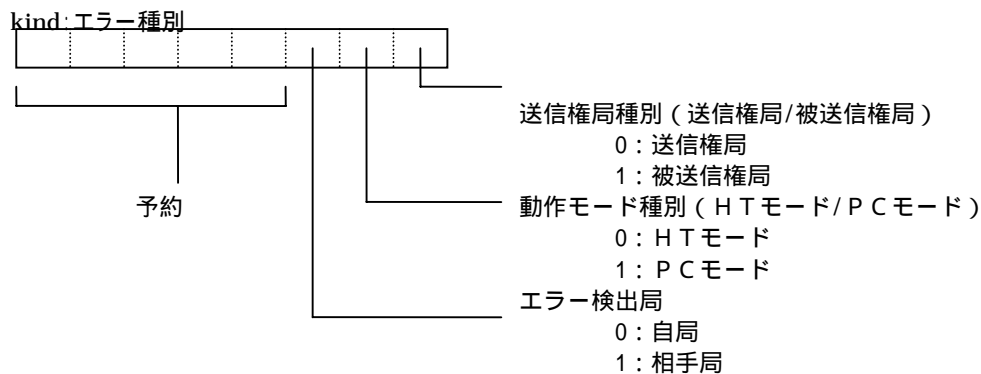 kind:エラー種別
送信権局種別（送信権局/被送信権局）
0：送信権局
1：被送信権局
予約
動作モード種別（ＨＴモード/ＰＣモード）
0：ＨＴモード
1：ＰＣモード
エラー検出局
0：自局
1：相手局